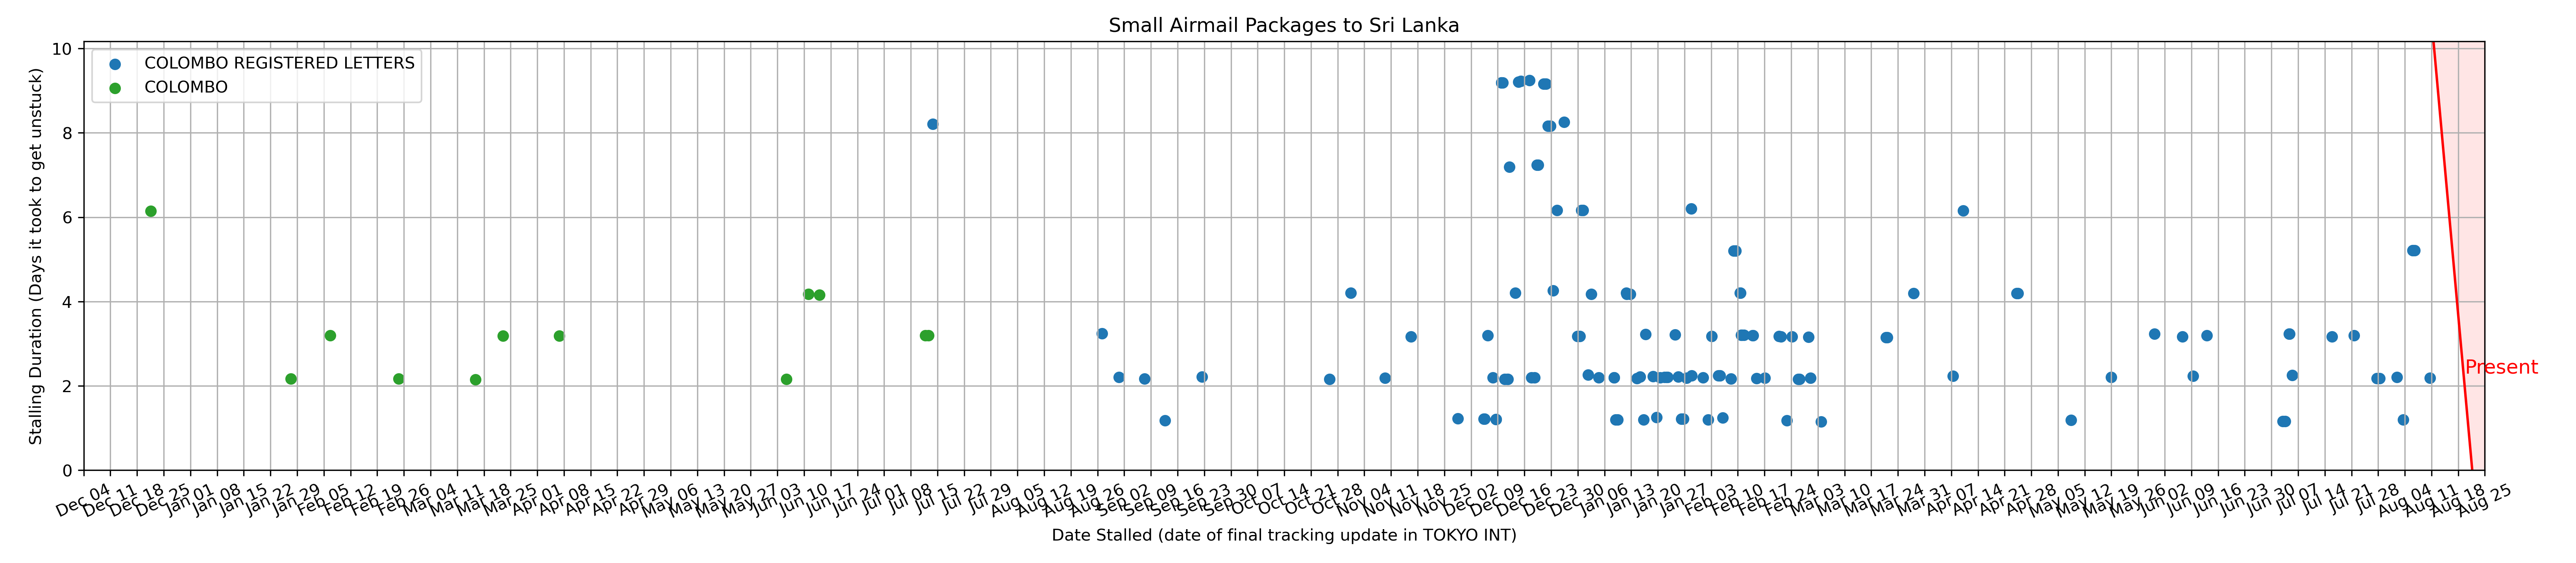 Small Airmail Packages to Sri Lanka
COLOMBO REGISTERED LETTERS
COLOMBO
Stalling Duration (Days it took to get unstuck)
10
8
6
4
2
0
Present
Dec 04 Dec 11 Dec 18 Dec 25 Jan 01 Jan 08 Jan 15 Jan 22 Jan 29 Feb 05 Feb 12 Feb 19 Feb 26 Mar 04 Mar 11 Mar 18 Mar 25 Apr 01 Apr 08 Apr 15 Apr 22 Apr 29 May 06 May 13 May 20 May 27 Jun 03 Jun 10 Jun 17 Jun 24 Jul 01 Jul 08 Jul 15 Jul 22 Jul 29 Aug 05 Aug 12 Aug 19 Aug 26 Sep 02 Sep 09 Sep 16 Sep 23 Sep 30 Oct 07 Oct 14 Oct 21 Oct 28 Nov 04 Nov 11 Nov 18 Nov 25 Dec 02 Dec 09 Dec 16 Dec 23 Dec 30 Jan 06 Jan 13 Jan 20 Jan 27 Feb 03 Feb 10 Feb 17 Feb 24 Mar 03 Mar 10 Mar 17 Mar 24 Mar 31 Apr 07 Apr 14 Apr 21 Apr 28 May 05 May 12 May 19 May 26 Jun 02 Jun 09 Jun 16 Jun 23 Jun 30 Jul 07 Jul 14 Jul 21 Jul 28 Aug 04 Aug 11 Aug 18 Aug 25
Date Stalled (date of final tracking update in TOKYO INT)